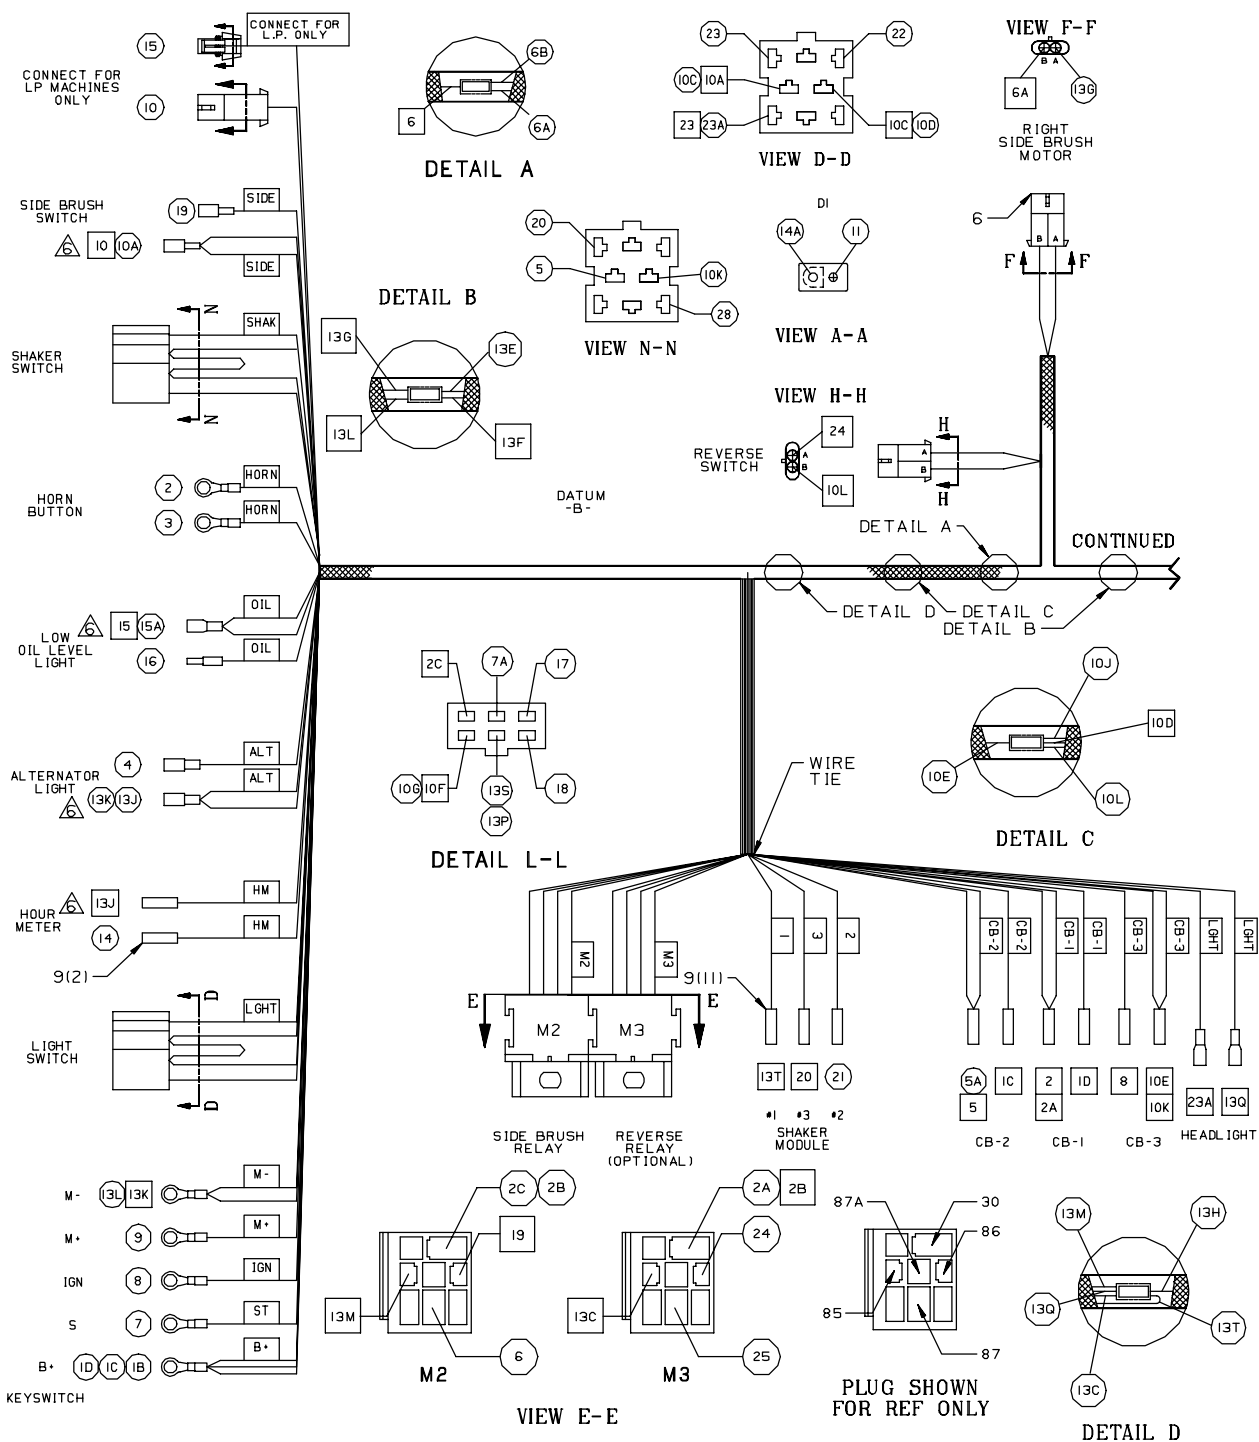 15
CONNECT FOR
L.P. ONLY
CONNECT FOR
LP MACHINES
ONLY
10
6B
6
6A
DETAIL A
23
22
10C
10A
23
23A
10C
10D
VIEW D-D
VIEW F-F
B A
6A
13G
RIGHT
SIDE BRUSH
MOTOR
SIDE BRUSH
SWITCH
19
SIDE
6
10
10A
SIDE
20
5
10K
28
VIEW N-N
D1
14A
11
VIEW A-A
6
B A
F
F
DETAIL B
13G
13E
13L
13F
SHAKER
SWITCH
SHAK
N
N
VIEW H-H
REVERSE
SWITCH
24
A
B
10L
A
B
H
H
HORN
BUTTON
2
HORN
3
HORN
DATUM
-B-
DETAIL A
CONTINUED
DETAIL D
DETAIL C
DETAIL B
LOW
OIL LEVEL
LIGHT
6
15
15A
OIL
16
OIL
2C
7A
17
10G
10F
13S
13P
18
DETAIL L-L
10J
10D
10E
10L
DETAIL C
ALTERNATOR
LIGHT
4
ALT
6
13K
13J
ALT
WIRE
TIE
HOUR
METER
6
13J
HM
14
HM
9(2)
M2
M3
1
3
2
9(11)
CB-2
CB-2
CB-1
CB-1
CB-3
CB-3
LGHT
LGHT
LIGHT
SWITCH
D
LGHT
D
E
E
M2
M3
SIDE BRUSH
RELAY
REVERSE
RELAY
(OPTIONAL)
13T
20
21
#1
#3
#2
SHAKER
MODULE
5A
5
1C
2
2A
1D
8
10E
10K
23A
13Q
CB-2
CB-1
CB-3
HEADLIGHT
M-
13L
13K
M-
M+
9
M+
IGN
8
IGN
S
7
ST
B+
1D
1C
1B
B+
KEYSWITCH
2C
2B
19
13M
6
M2
2A
2B
24
13C
25
M3
VIEW E-E
87A
30
86
85
87
PLUG SHOWN
FOR REF ONLY
13M
13H
13Q
13T
13C
DETAIL D